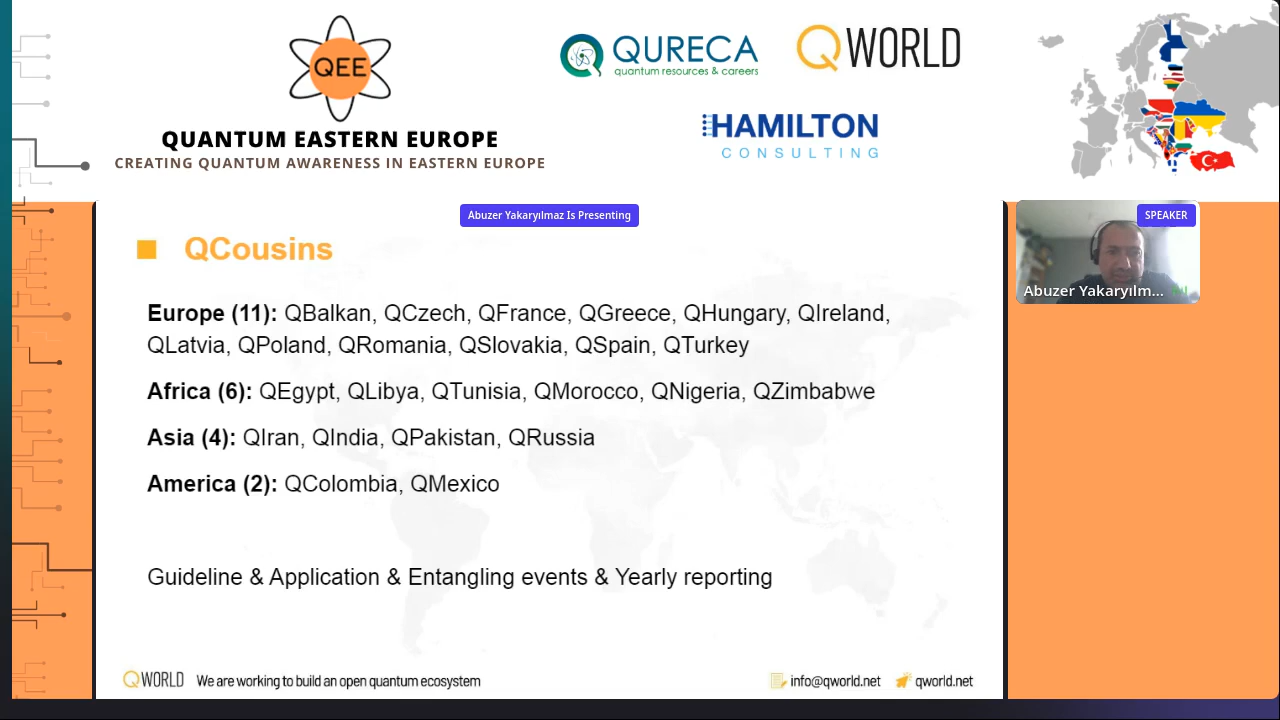 QEE
QUANTUM EASTERN EUROPE
CREATING QUANTUM AWARENESS IN EASTERN EUROPE
QURECA
quantum resources & careers
QWORLD
HAMILTON
CONSULTING
Abuzer Yakaryılmaz Is Presenting
SPEAKER
Abuzer Yakaryılm...
QCousins
Europe (11): QBalkan, QCzech, QFrance, QGreece, QHungary, QIreland,
QLatvia, QPoland, QRomania, QSlovakia, QSpain, QTurkey
Africa (6): QEgypt, QLibya, QTunisia, QMorocco, QNigeria, QZimbabwe
Asia (4): QIran, QIndia, QPakistan, QRussia
America (2): QColombia, QMexico
Guideline & Application & Entangling events & Yearly reporting
QWORLD We are working to build an open quantum ecosystem
info@qworld.net qworld.net